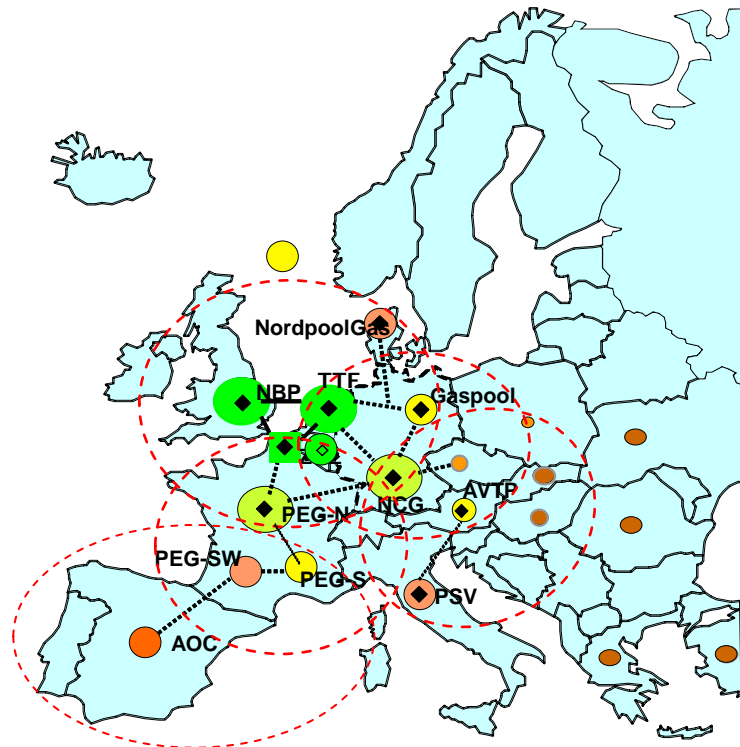 NordpoolGas
TTF
NBP
Gaspool
AVTP
NCG
PEG-N
PEG-SW
PEG-S
PSV
AOC